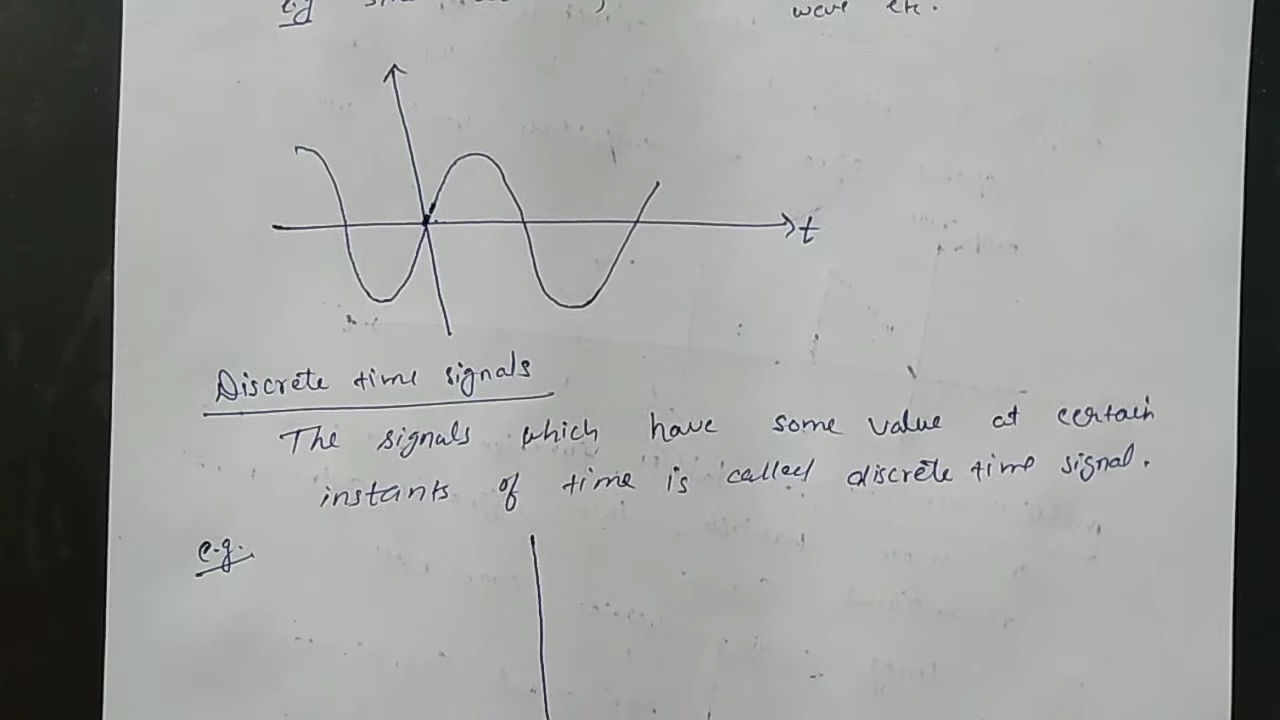 e.g
wave etc.
t
Discrete time signals
The signals which have some value at certain
instants of time is called discrete time signal.
e.g.